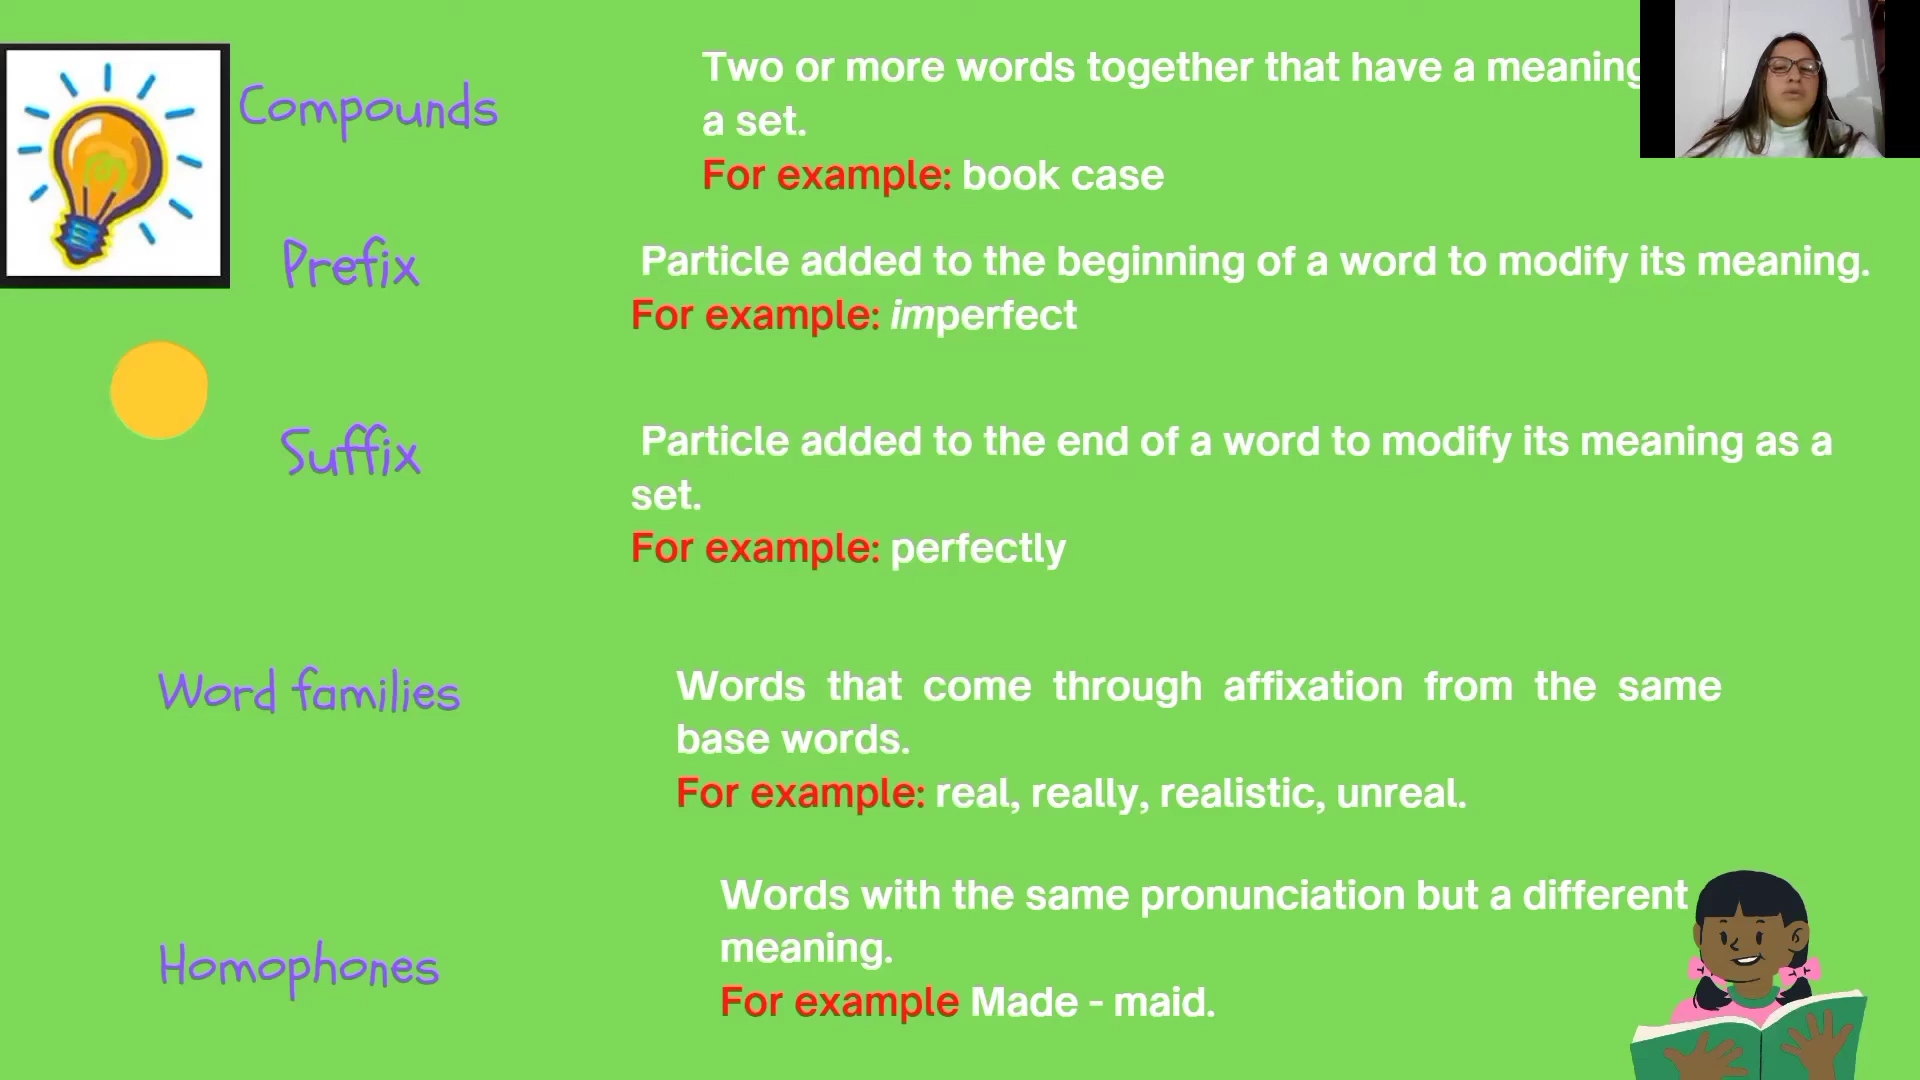 Compounds
Two or more words together that have a meaning
a set.
For example: book case
Prefix
Particle added to the beginning of a word to modify its meaning.
For example: imperfect
Suffix
Particle added to the end of a word to modify its meaning as a
set.
For example: perfectly
Word families
Words that come through affixation from the same
base words.
For example: real, really, realistic, unreal.
Homophones
Words with the same pronunciation but a different
meaning.
For example Made - maid.